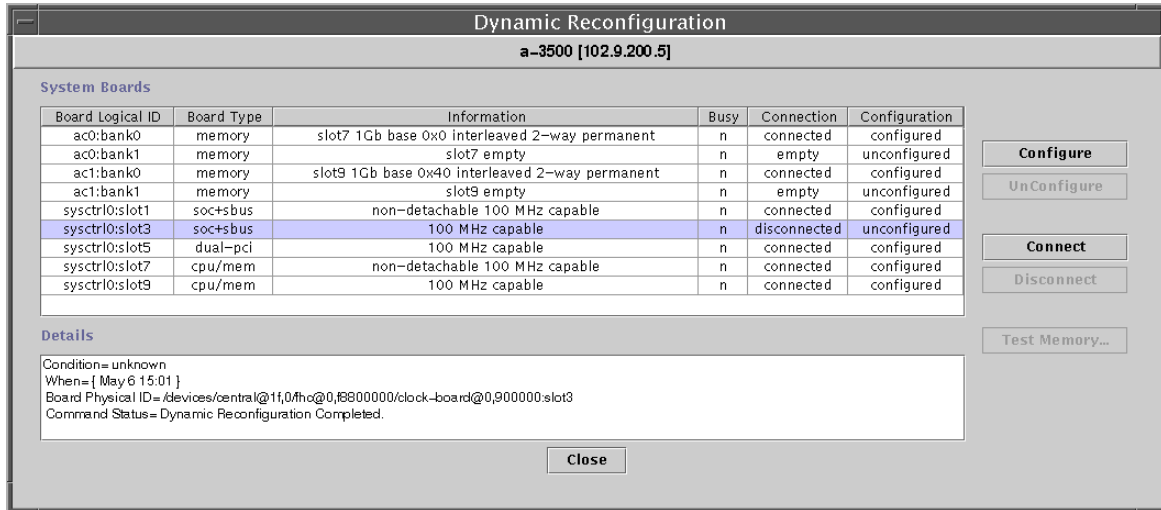 Dynamic Reconfiguration
a-3500 [102.9.200.5]
System Boards
Board Logical ID Board Type Information Busy Connection Configuration
ac0:bank0 memory slot7 1Gb base 0x0 interleaved 2-way permanent n connected configured
ac0:bank1 memory slot7 empty n empty unconfigured
ac1:bank0 memory slot9 1Gb base 0x40 interleaved 2-way permanent n connected configured
ac1:bank1 memory slot9 empty n empty unconfigured
sysctrl0:slot1 soc+sbus non-detachable 100 MHz capable n connected configured
sysctrl0:slot3 soc+sbus 100 MHz capable n disconnected unconfigured
sysctrl0:slot5 dual-pci 100 MHz capable n connected configured
sysctrl0:slot7 cpu/mem non-detachable 100 MHz capable n connected configured
sysctrl0:slot9 cpu/mem 100 MHz capable n connected configured
Configure
UnConfigure
Connect
Disconnect
Test Memory...
Details
Condition= unknown
When= { May 6 15:01 }
Board Physical ID= /devices/central@1f,0/fhc@0,f8800000/clock-board@0,900000:slot3
Command Status= Dynamic Reconfiguration Completed.
Close